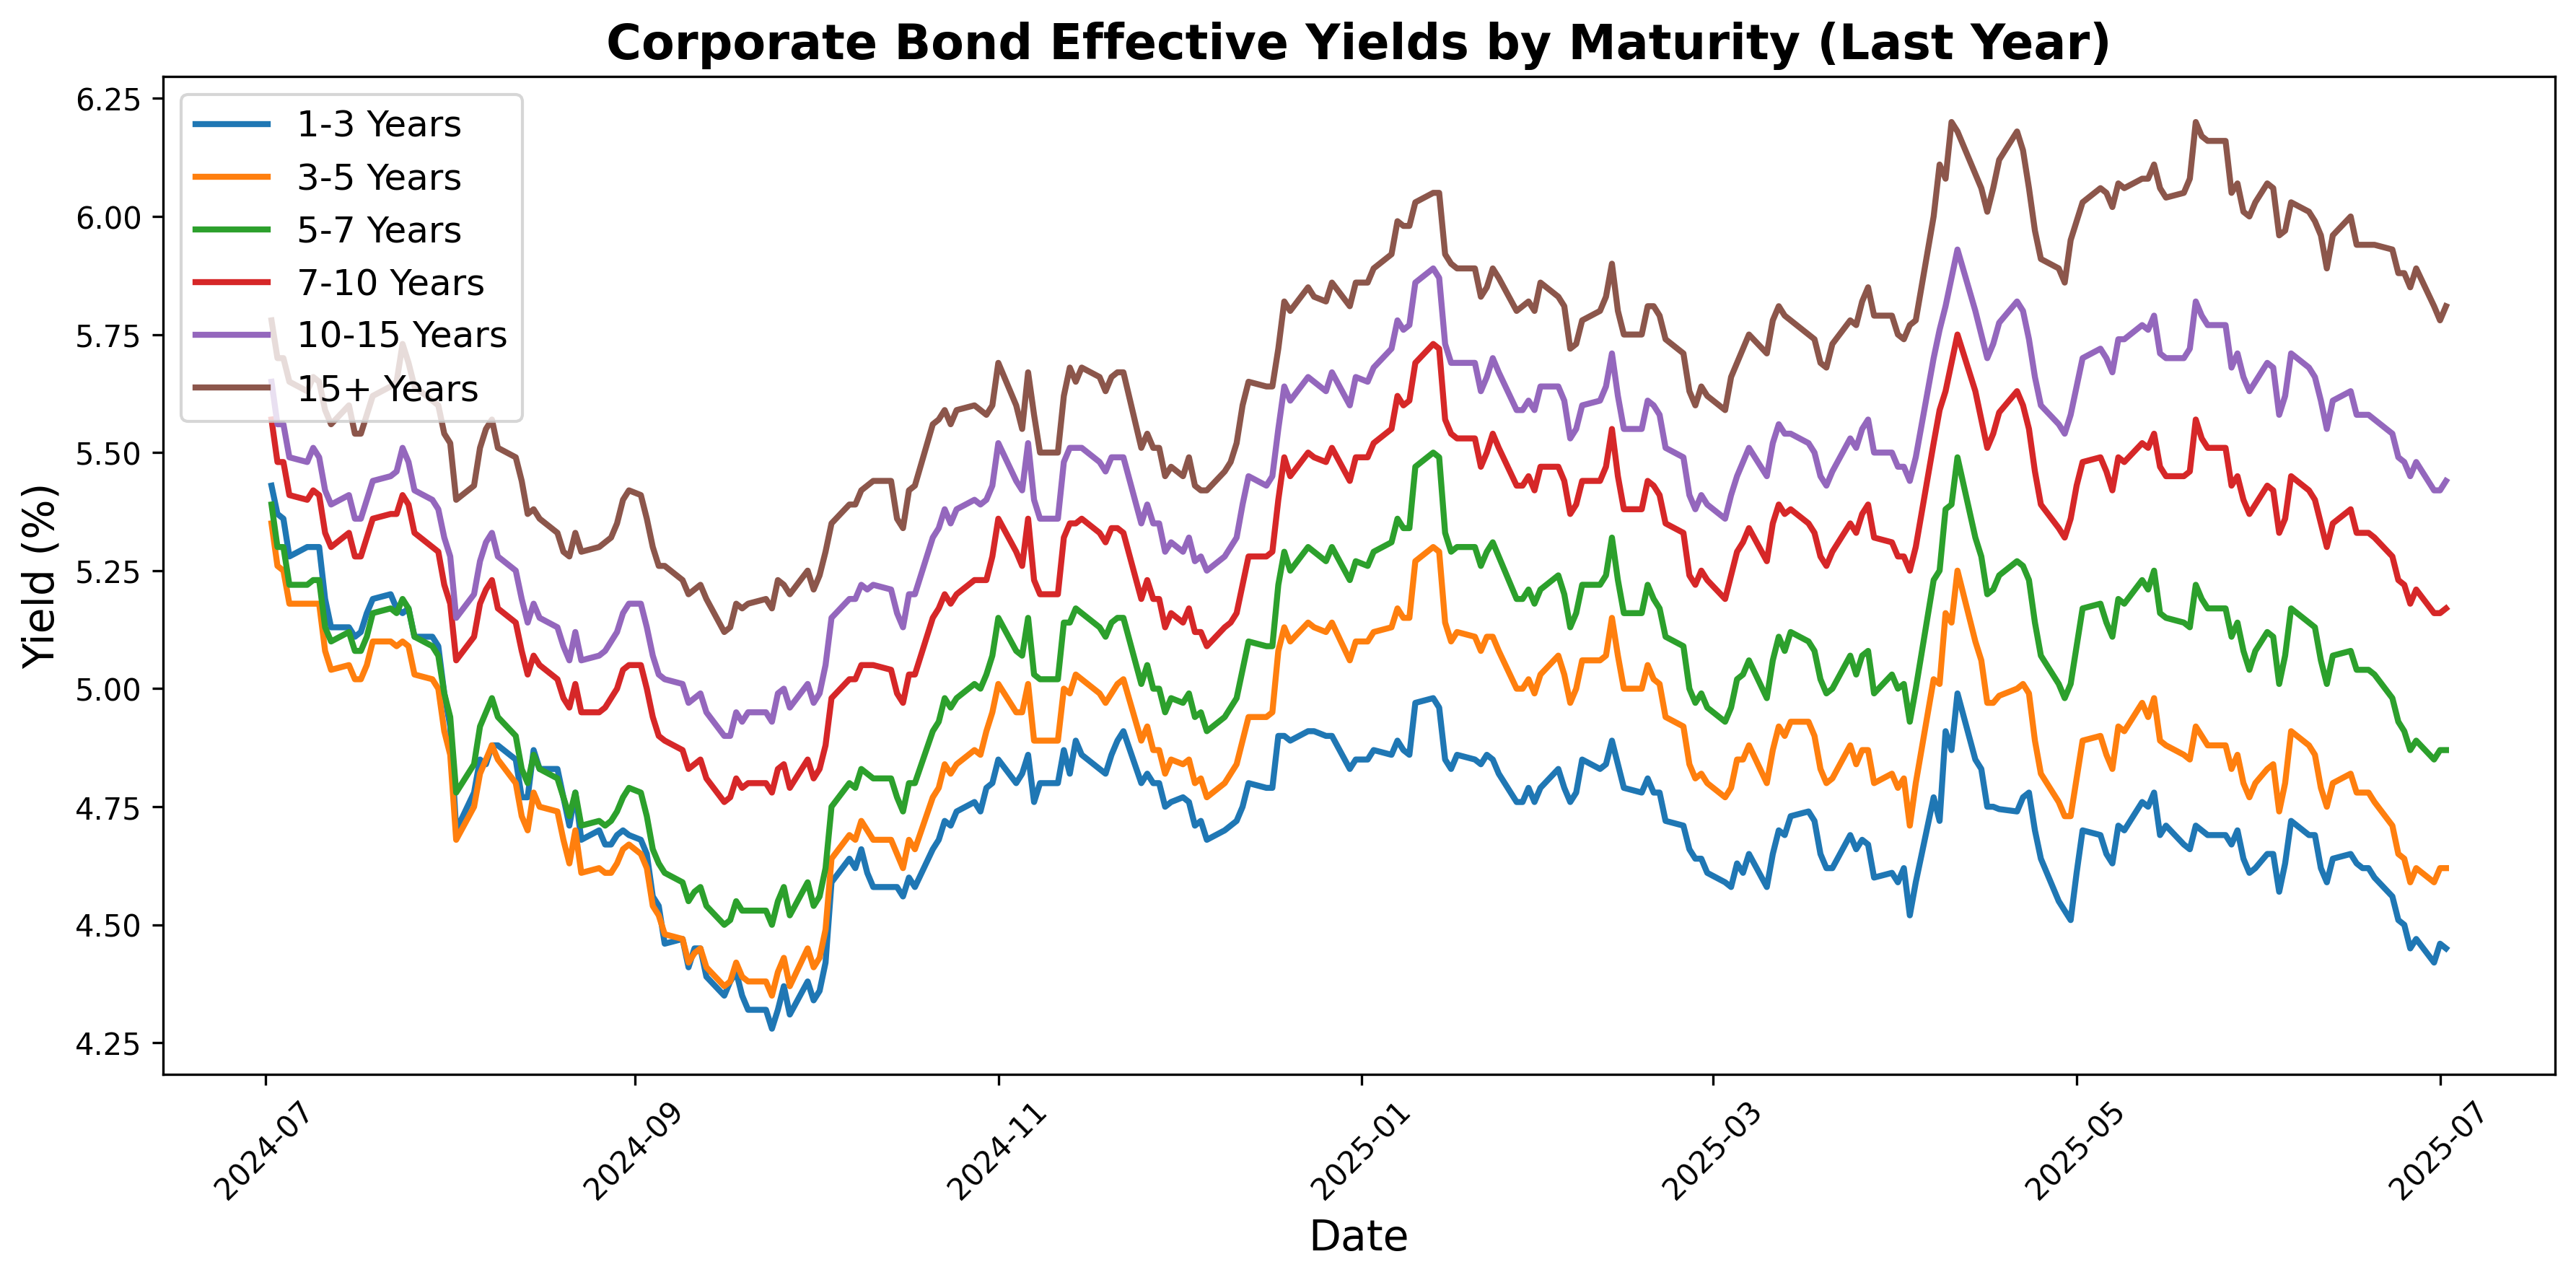 Corporate Bond Effective Yields by Maturity (Last Year)
6.25
6.00
5.75
5.50
5.25
5.00
4.75
4.50
4.25
Yield (%)
1-3 Years
3-5 Years
5-7 Years
7-10 Years
10-15 Years
15+ Years
2024-07
2024-09
2024-11
2025-01
2025-03
2025-05
2025-07
Date